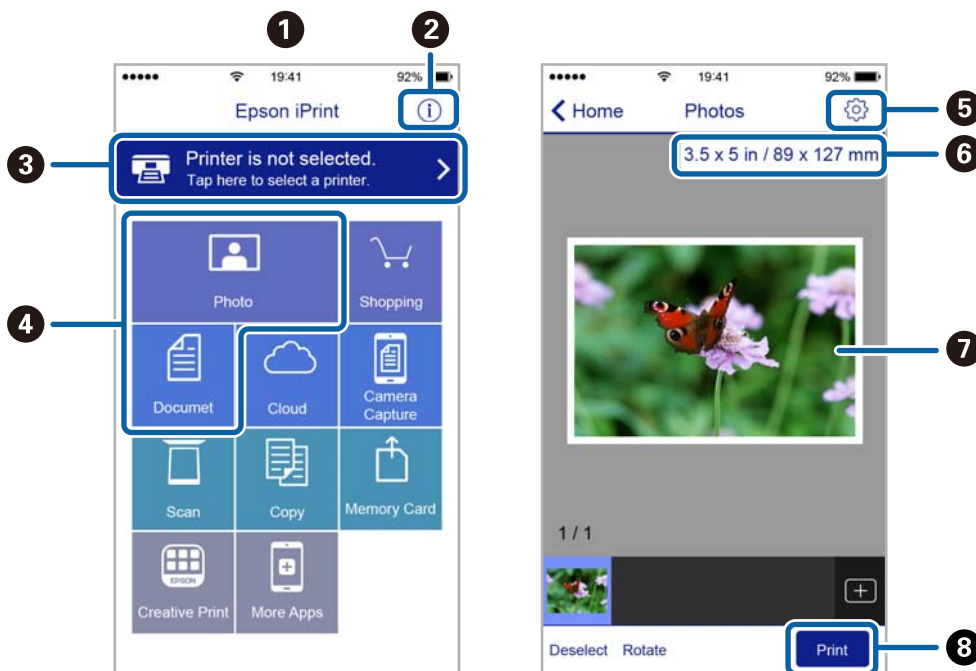 1
2
19:41
92%
Epson iPrint
i
3
Printer is not selected.
Tap here to select a printer.
4
Photo
Shopping
Documet
Cloud
Camera
Capture
Scan
Copy
Memory Card
EPSON
Creative Print
More Apps
19:41
92%
Home
Photos
5
3.5 x 5 in / 89 x 127 mm
6
7
1 / 1
Deselect
Rotate
Print
8